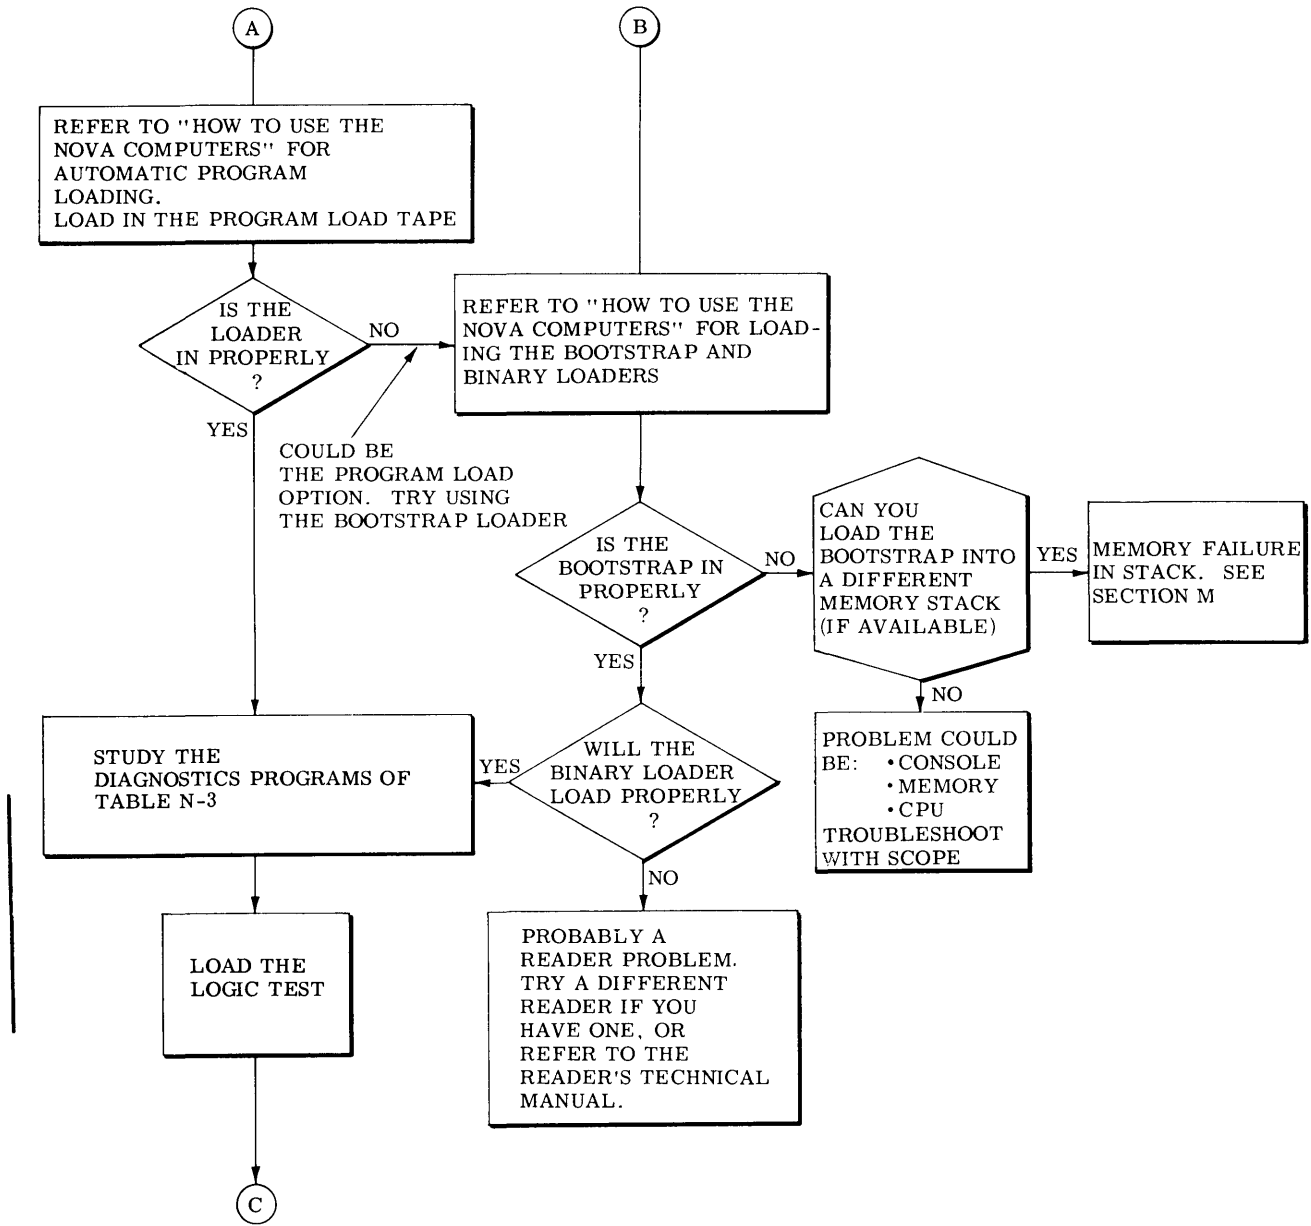 A
B
REFER TO "HOW TO USE THE
NOVA COMPUTERS" FOR
AUTOMATIC PROGRAM
LOADING.
LOAD IN THE PROGRAM LOAD TAPE
IS THE
LOADER
IN PROPERLY
?
NO
YES
COULD BE
THE PROGRAM LOAD
OPTION. TRY USING
THE BOOTSTRAP LOADER
REFER TO "HOW TO USE THE
NOVA COMPUTERS" FOR LOAD-
ING THE BOOTSTRAP AND
BINARY LOADERS
IS THE
BOOTSTRAP IN
PROPERLY
?
NO
YES
CAN YOU
LOAD THE
BOOTSTRAP INTO
A DIFFERENT
MEMORY STACK
(IF AVAILABLE)
YES
MEMORY FAILURE
IN STACK. SEE
SECTION M
NO
PROBLEM COULD
BE: •CONSOLE
•MEMORY
•CPU
TROUBLESHOOT
WITH SCOPE
WILL THE
BINARY LOADER
LOAD PROPERLY
?
YES
NO
STUDY THE
DIAGNOSTICS PROGRAMS OF
TABLE N-3
LOAD THE
LOGIC TEST
PROBABLY A
READER PROBLEM.
TRY A DIFFERENT
READER IF YOU
HAVE ONE, OR
REFER TO THE
READER'S TECHNICAL
MANUAL.
C